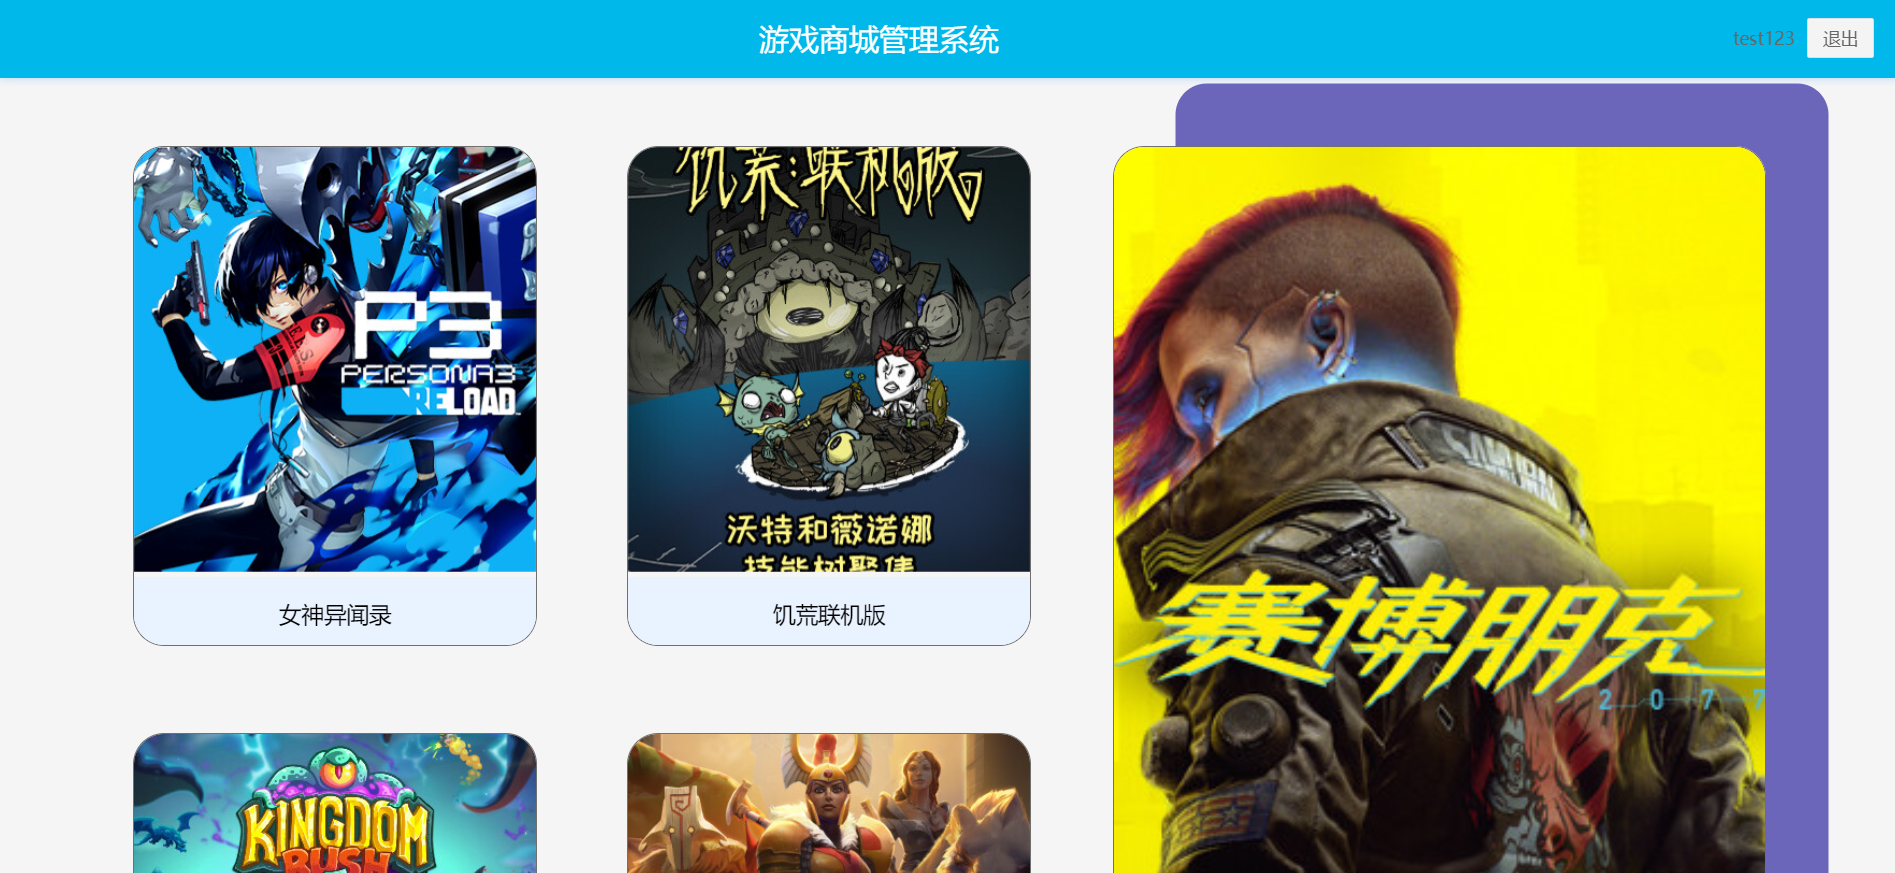 游戏商城管理系统
test123
退出
P3
PERSONA3
RELOAD
女神异闻录
饥荒:联机版
沃特和薇诺娜
技能树聚焦
饥荒联机版
SAMURAI
赛博朋克
2077
KINGDOM
RUSH